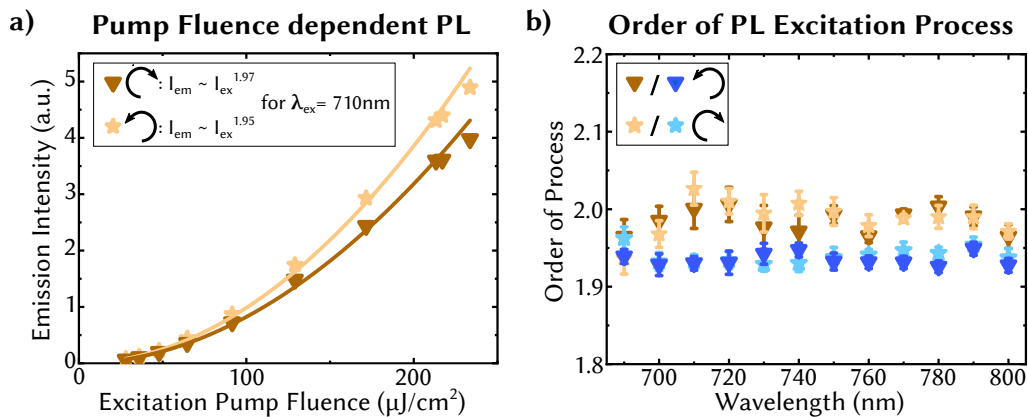 a)
Pump Fluence dependent PL
: I_em ~ I_ex^1.97
for λ_ex = 710nm
: I_em ~ I_ex^1.95
Emission Intensity (a.u.)
5
4
3
2
1
0
0 100 200
Excitation Pump Fluence (μJ/cm²)
b)
Order of PL Excitation Process
/
/
Order of Process
2.2
2.1
2.0
1.9
1.8
700 720 740 760 780 800
Wavelength (nm)